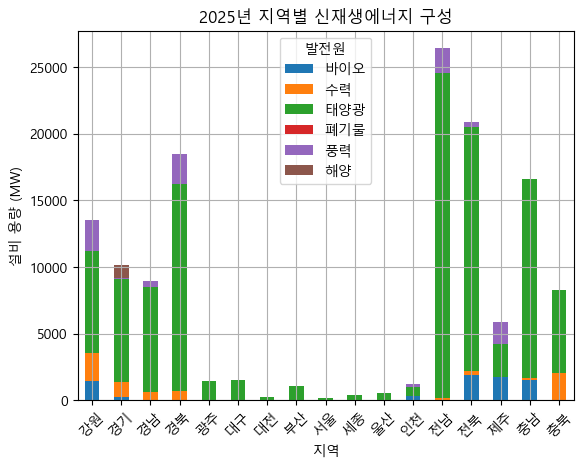 2025년 지역별 신재생에너지 구성
발전원
바이오
수력
태양광
폐기물
풍력
해양
설비 용량 (MW)
25000
20000
15000
10000
5000
0
강원 경기 경남 경북 광주 대구 대전 부산 서울 세종 울산 인천 전남 전북 제주 충남 충북
지역